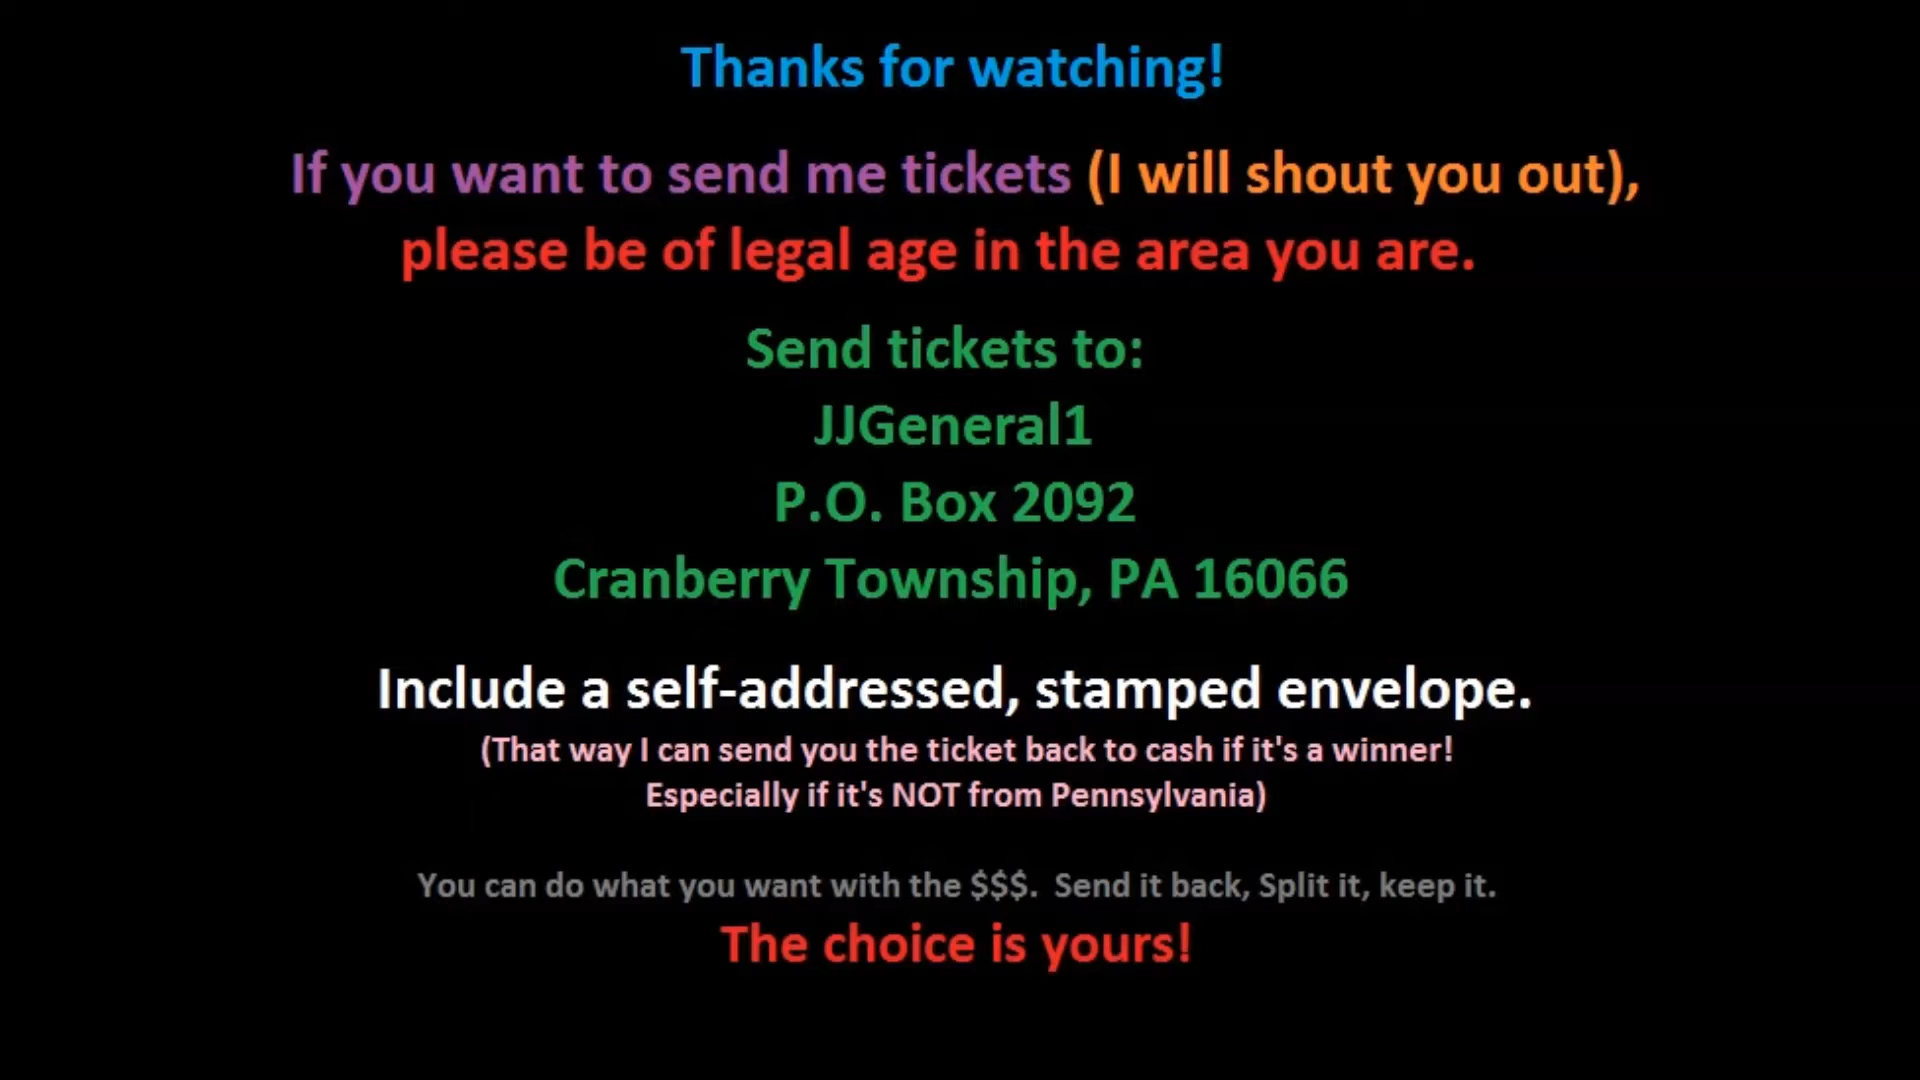 Thanks for watching!
If you want to send me tickets (I will shout you out),
please be of legal age in the area you are.
Send tickets to:
JJGeneral1
P.O. Box 2092
Cranberry Township, PA 16066
Include a self-addressed, stamped envelope.
(That way I can send you the ticket back to cash if it's a winner!
Especially if it's NOT from Pennsylvania)
You can do what you want with the $$$.  Send it back, Split it, keep it.
The choice is yours!